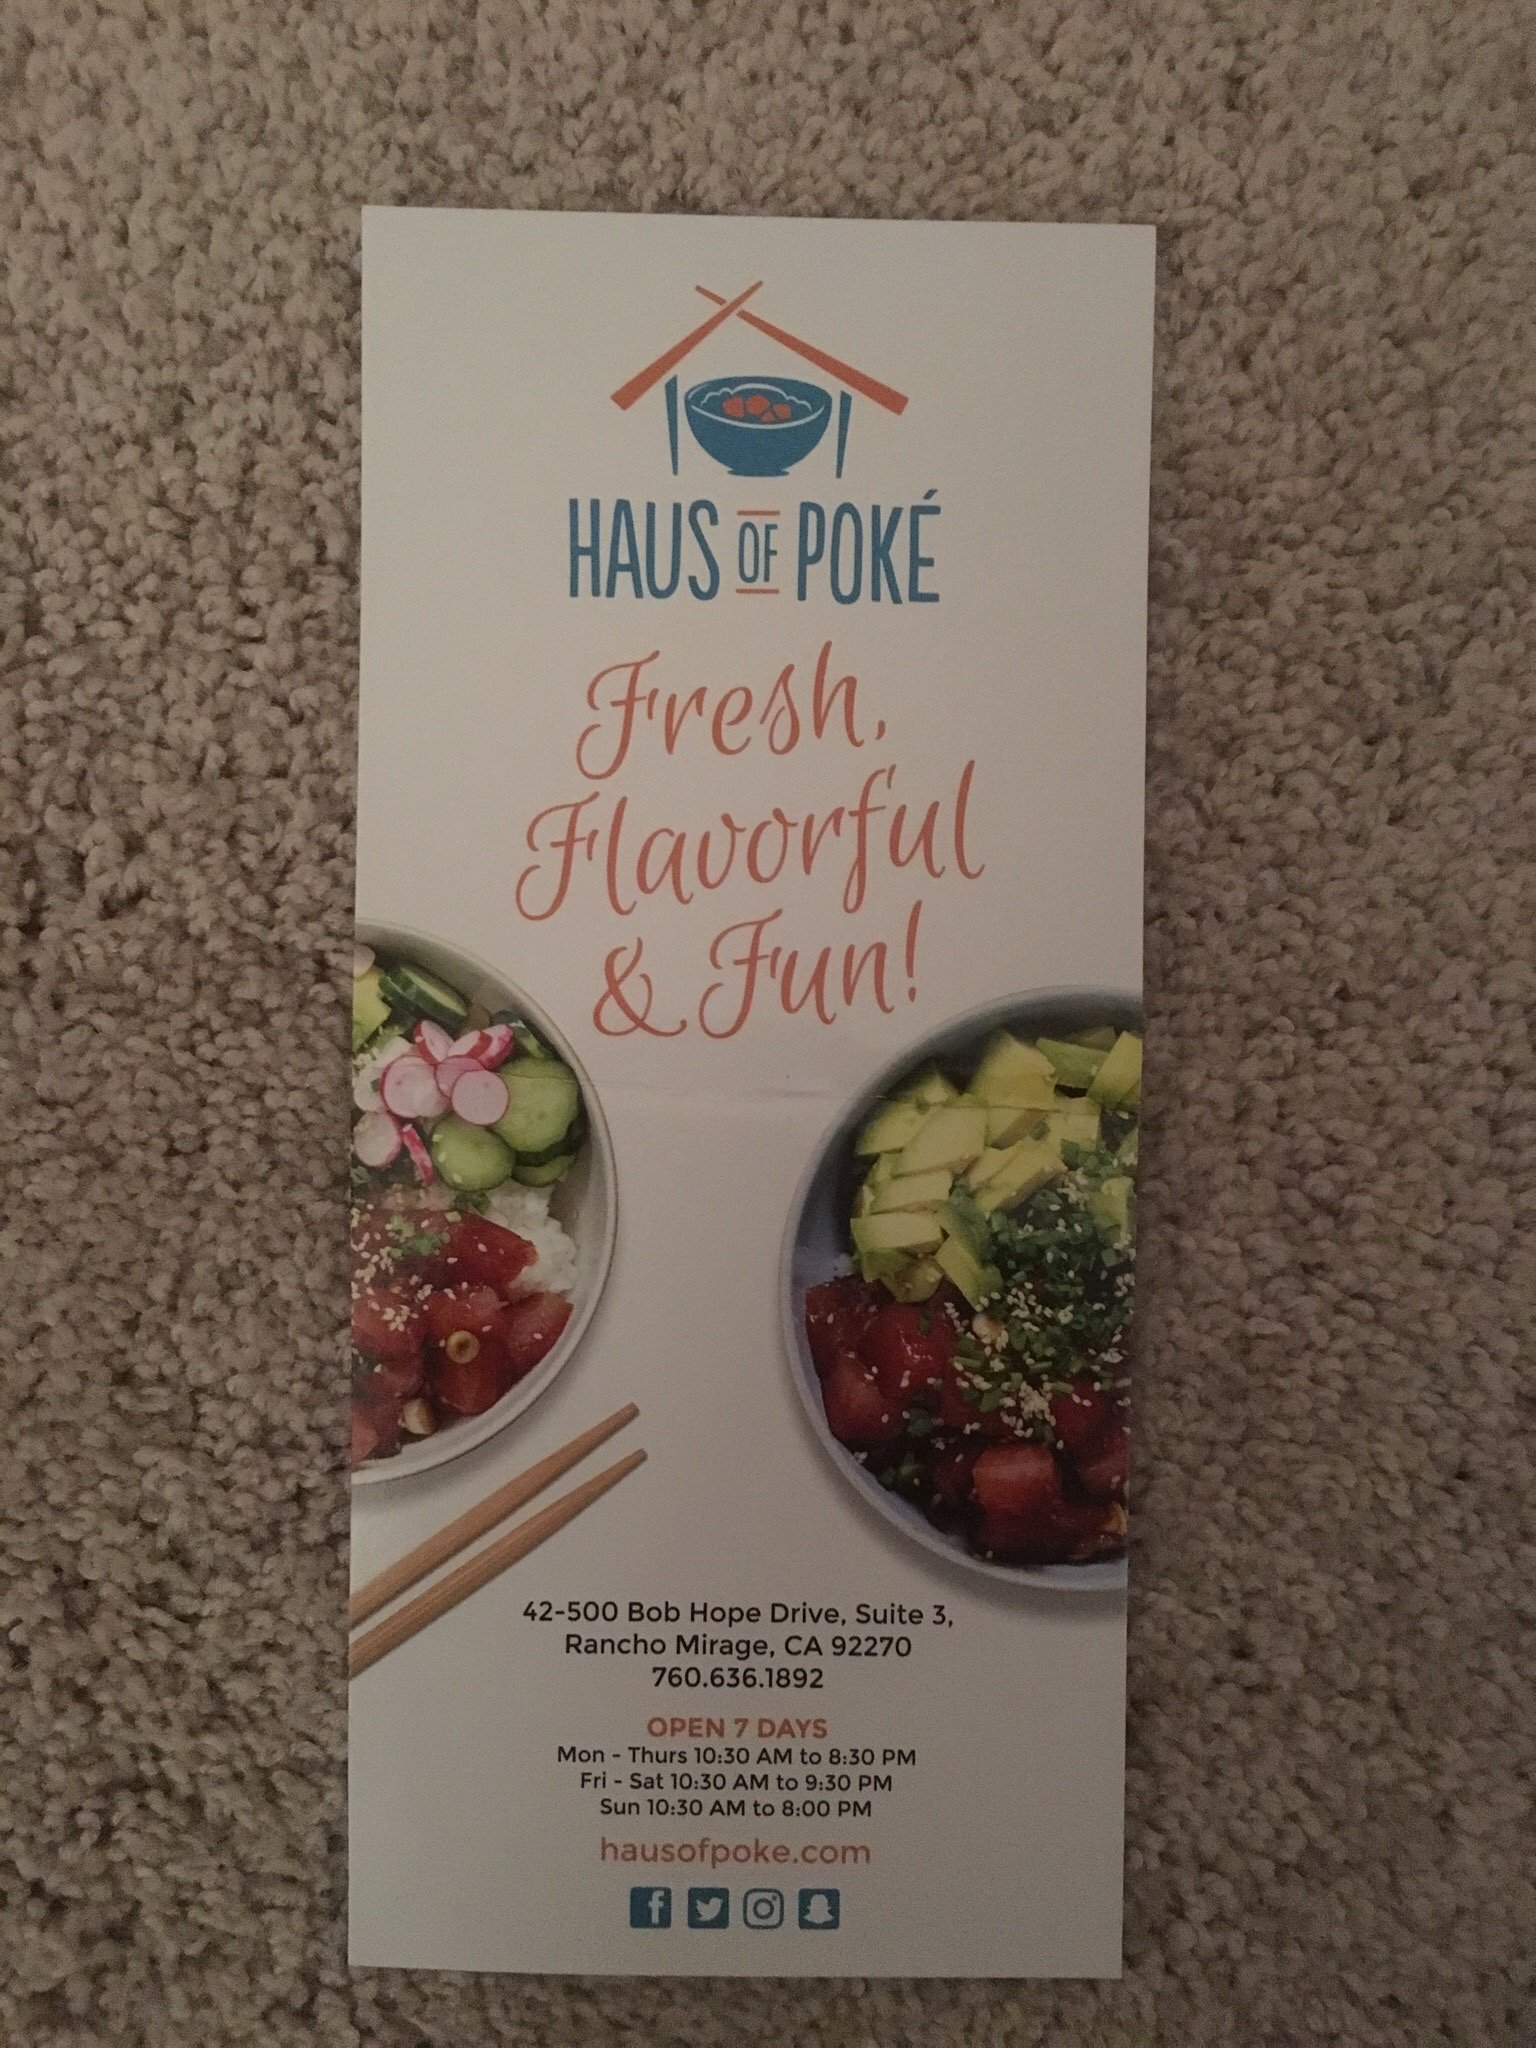 HAUS OF POKÉ
Fresh,
Flavorful
& Fun!
42-500 Bob Hope Drive, Suite 3,
Rancho Mirage, CA 92270
760.636.1892
OPEN 7 DAYS
Mon - Thurs 10:30 AM to 8:30 PM
Fri - Sat 10:30 AM to 9:30 PM
Sun 10:30 AM to 8:00 PM
hausofpoke.com